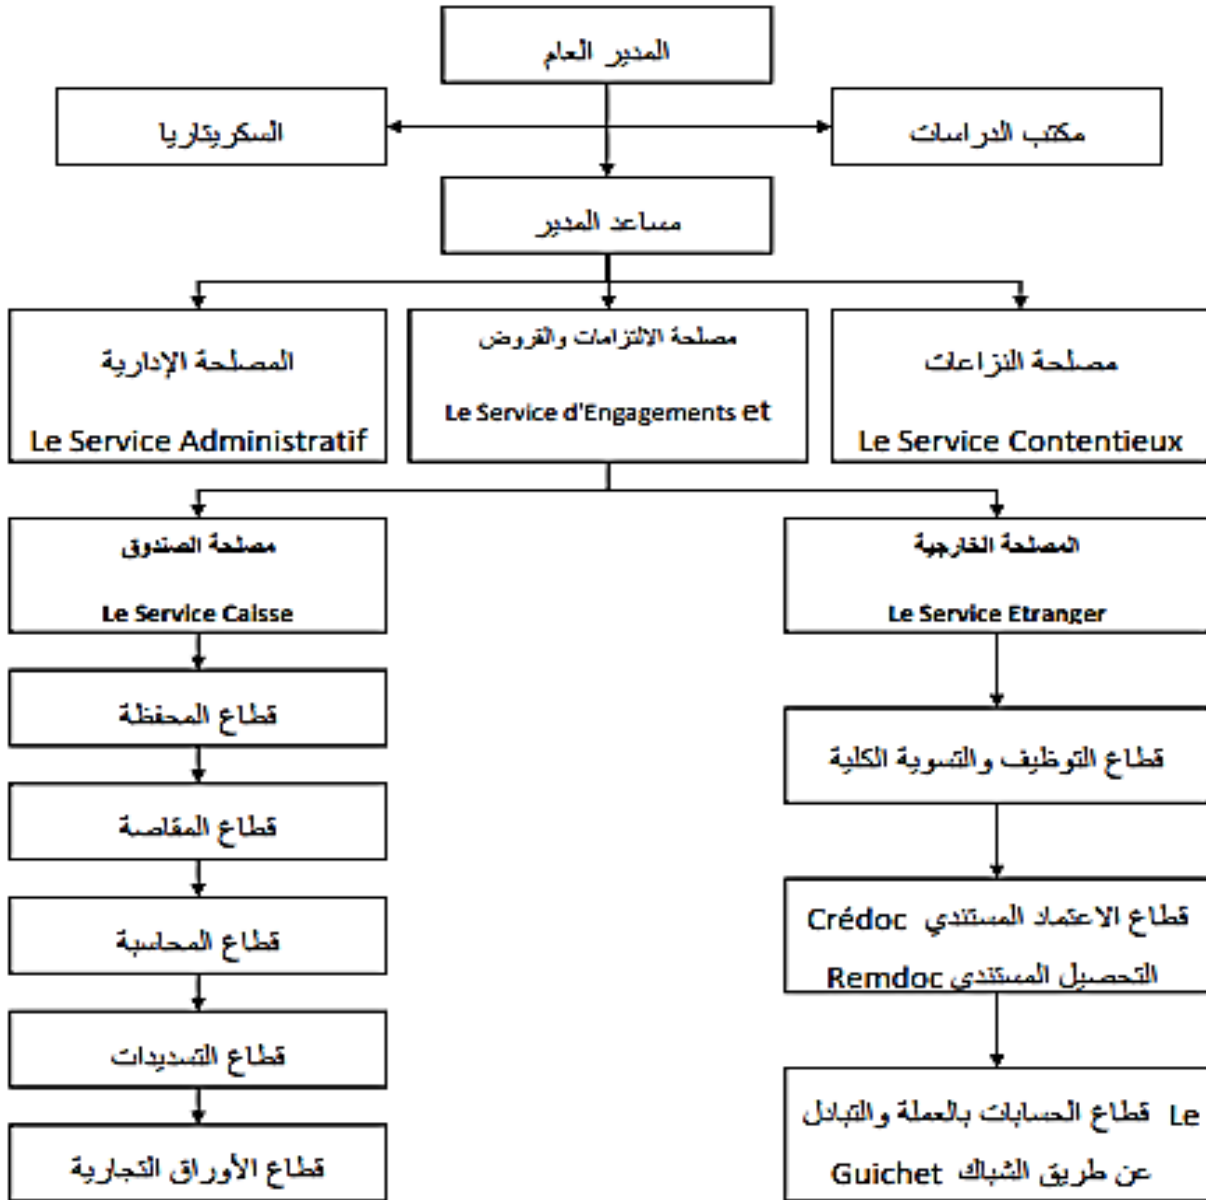 المدير العام
مكتب الدراسات
السكريتاريا
مساعد المدير
مصلحة النزاعات
Le Service Contentieux
مصلحة الالتزامات والقروض
Le Service d'Engagements et
المصلحة الإدارية
Le Service Administratif
المصلحة الخارجية
Le Service Etranger
مصلحة الصندوق
Le Service Caisse
قطاع التوظيف والتسوية الكلية
قطاع الاعتماد المستندي Crédoc
التحصيل المستندي Remdoc
Le قطاع الحسابات بالعملة والتبادل
عن طريق الشباك Guichet
قطاع المحفظة
قطاع المقاصة
قطاع المحاسبة
قطاع التسديدات
قطاع الأوراق التجارية